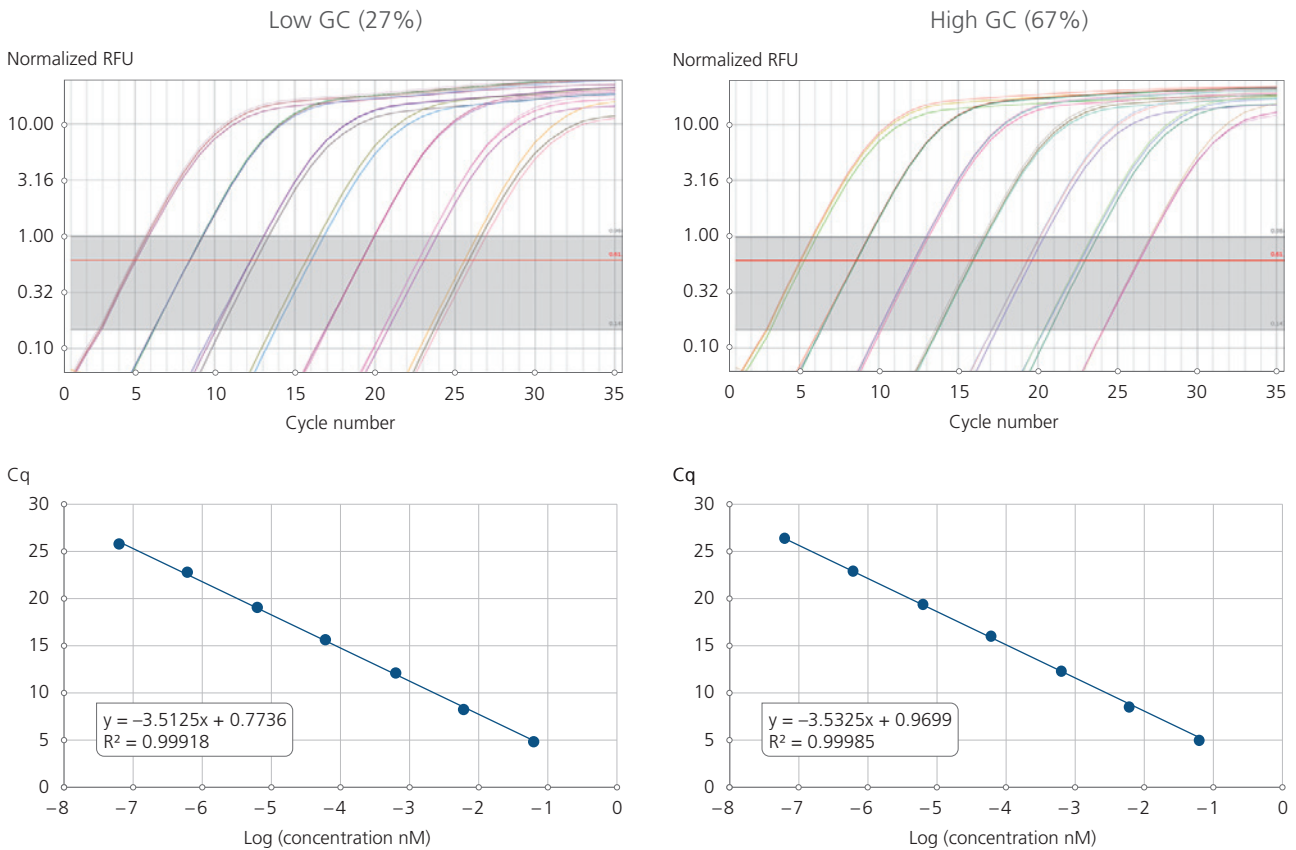 Low GC (27%)
Normalized RFU
10.00
3.16
1.00
0.32
0.10
0 5 10 15 20 25 30 35
Cycle number
High GC (67%)
Normalized RFU
10.00
3.16
1.00
0.32
0.10
0 5 10 15 20 25 30 35
Cycle number
Cq
30
25
20
15
10
5
0
y = –3.5125x + 0.7736
R² = 0.99918
–8 –7 –6 –5 –4 –3 –2 –1 0
Log (concentration nM)
Cq
30
25
20
15
10
5
0
y = –3.5325x + 0.9699
R² = 0.99985
–8 –7 –6 –5 –4 –3 –2 –1 0
Log (concentration nM)